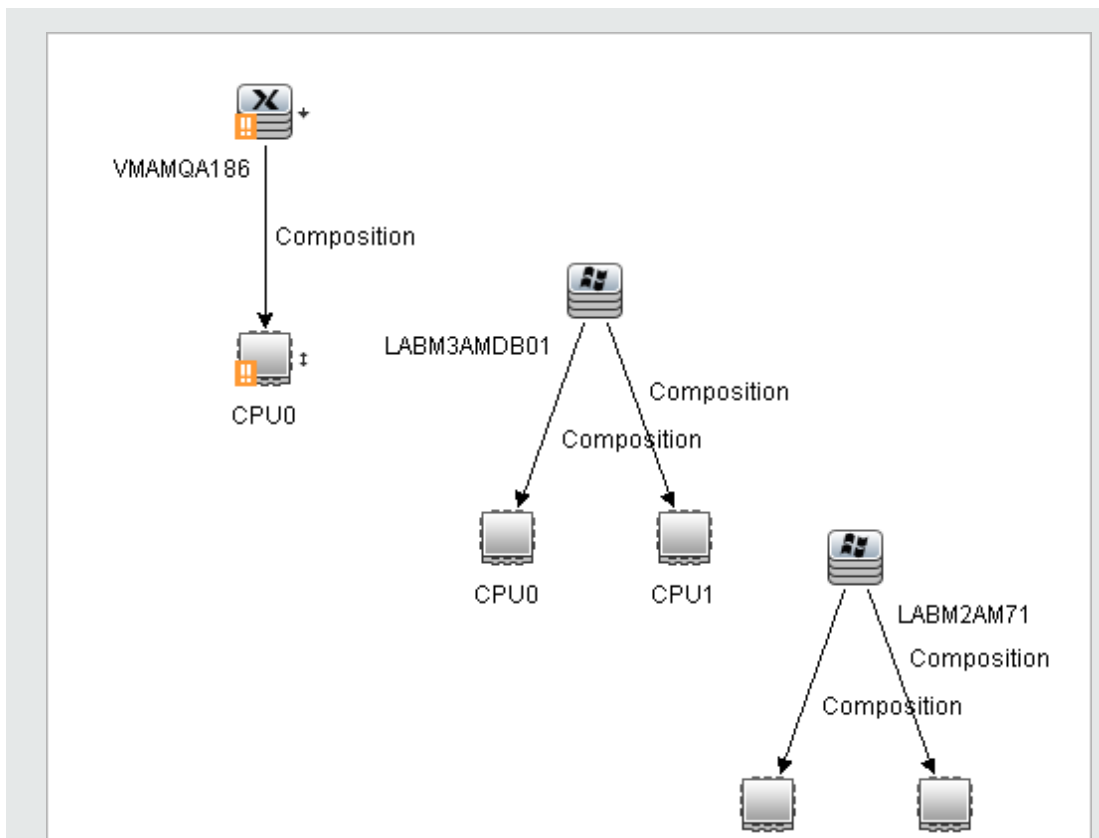 VMAMQA186
Composition
CPU0
LABM3AMDB01
Composition
Composition
CPU0
CPU1
LABM2AM71
Composition
Composition